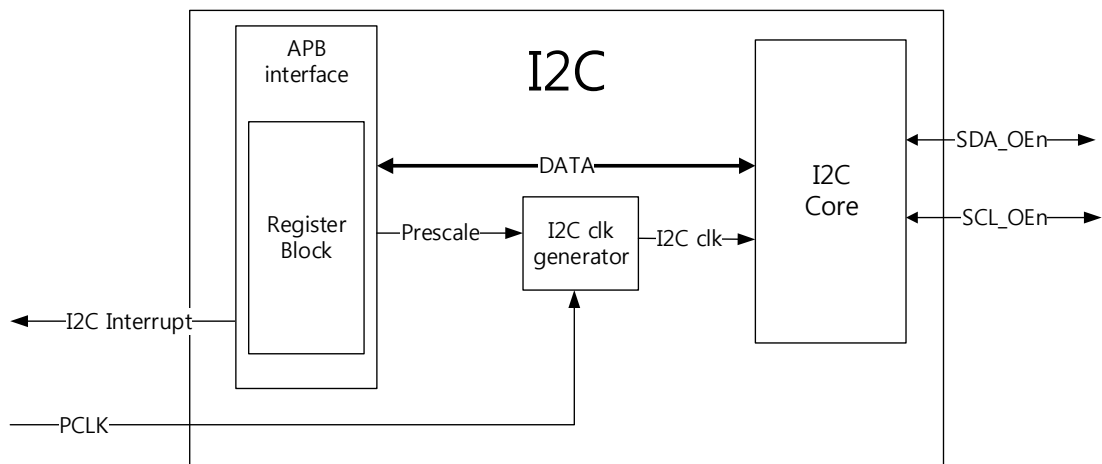 APB
interface
I2C
Register
Block
DATA
Prescale
I2C clk
generator
I2C clk
I2C
Core
SDA_OEn
SCL_OEn
I2C Interrupt
PCLK